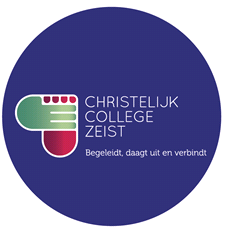 CHRISTELIJK
COLLEGE
ZEIST
Begeleidt, daagt uit en verbindt